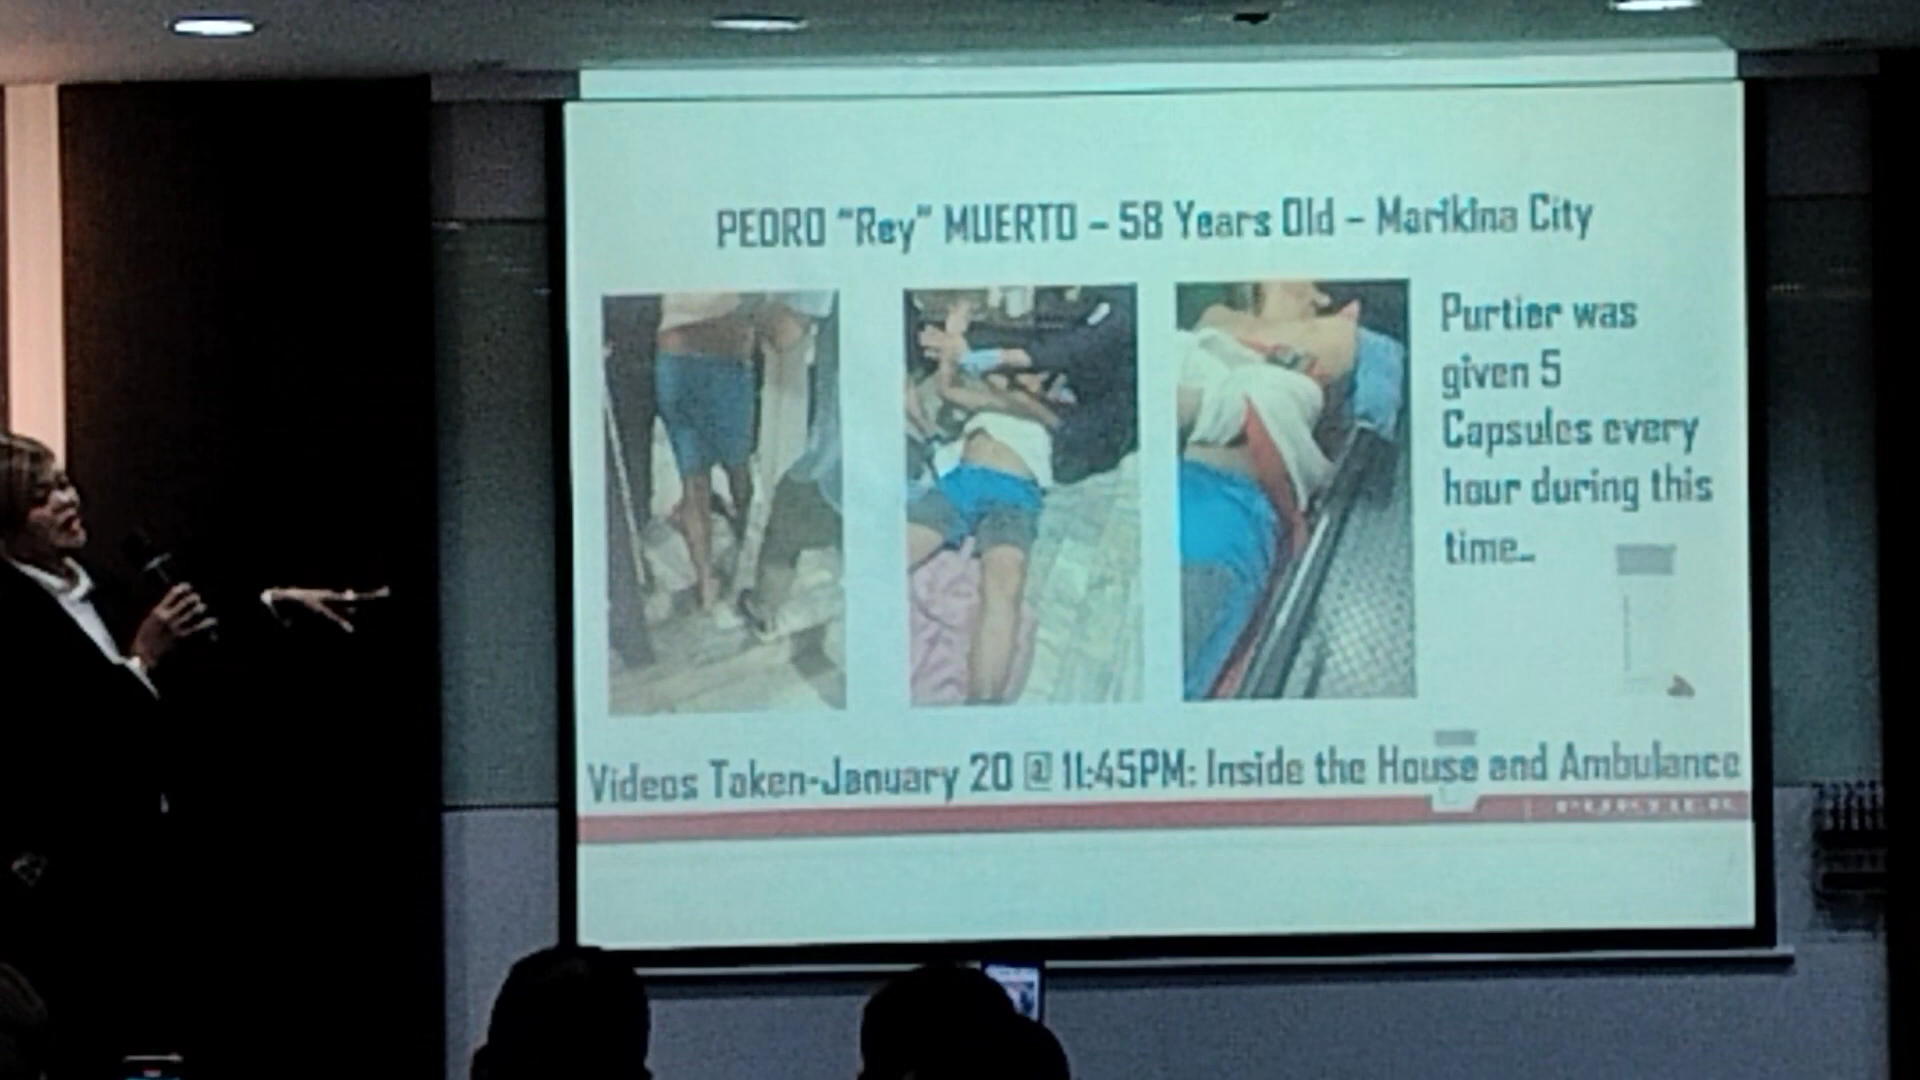 PEDRO "Rey" MUERTO - 58 Years Old - Marikina City
Purtier was
given 5
Capsules every
hour during this
time...
Videos Taken-January 20 @ 11:45PM: Inside the House and Ambulance
PURTIER